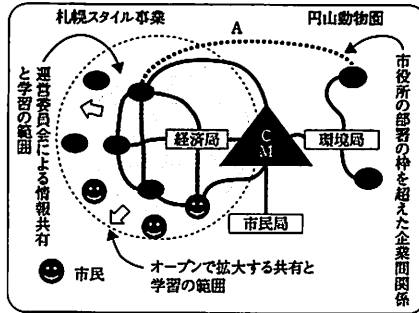 札幌スタイル事業
A
円山動物園
運営委員会による情報共有
と学習の範囲
経済局
CM
環境局
市民局
市役所の部署の枠を超えた企業間関係
市民
オープンで拡大する共有と
学習の範囲